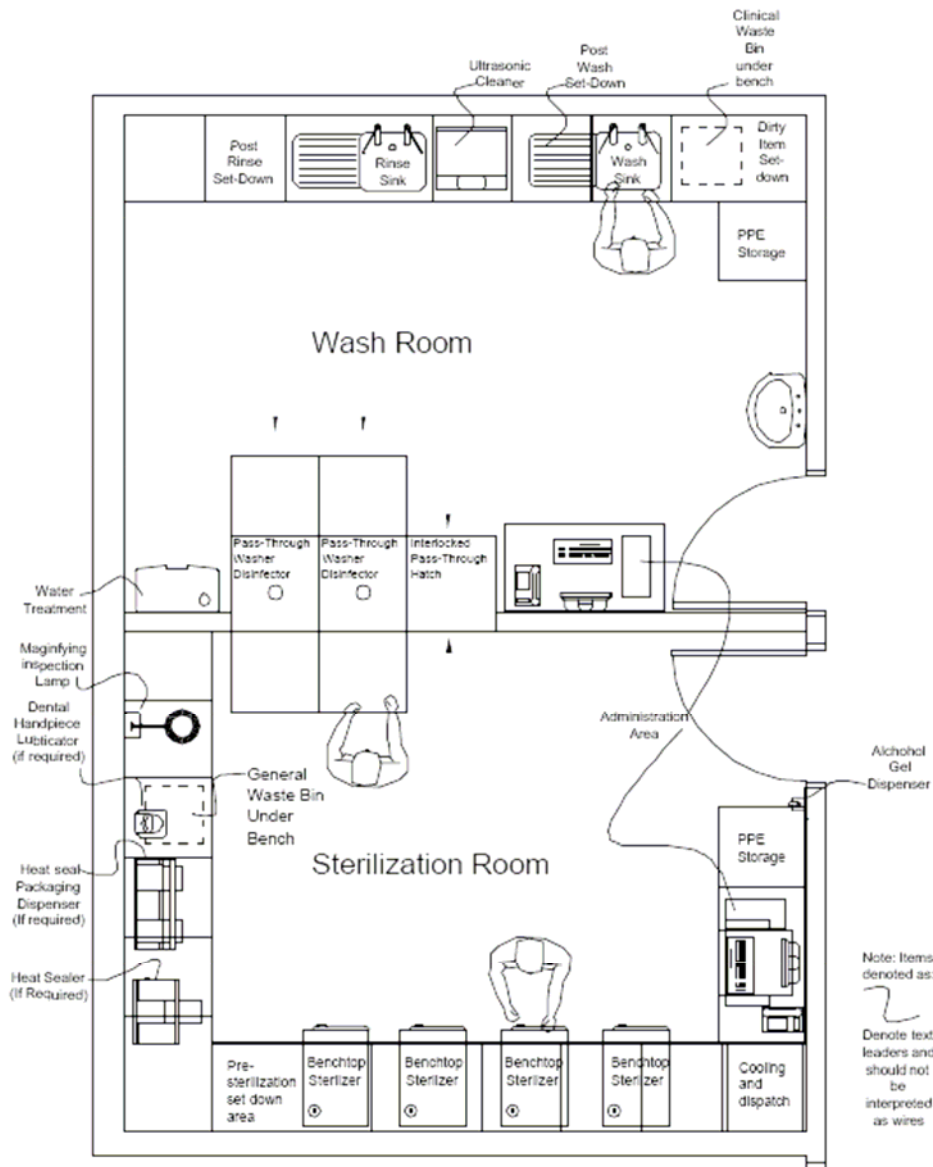 Clinical
Waste
Bin
under
bench
Post
Wash
Set-Down
Ultrasonic
Cleaner
Post
Rinse
Set-Down
Rinse
Sink
Wash
Sink
Dirty
Item
Set-
down
PPE
Storage
Wash Room
Pass-Through
Washer
Disinfector
Pass-Through
Washer
Disinfector
Interlocked
Pass-Through
Hatch
Water
Treatment
Maginfying
inspection
Lamp
Dental
Handpiece
Lubticator
(if required)
Administration
Area
Alchohol
Gel
Dispenser
General
Waste Bin
Under
Bench
Sterilization Room
PPE
Storage
Heat seal
Packaging
Dispenser
(If required)
Heat Sealer
(If Required)
Note: Items
denoted as:
Denote text
leaders and
should not
be
interpreted
as wires
Pre-
sterilization
set down
area
Benchtop
Sterlizer
Benchtop
Sterlizer
Benchtop
Sterlizer
Benchtop
Sterlizer
Cooling
and
dispatch